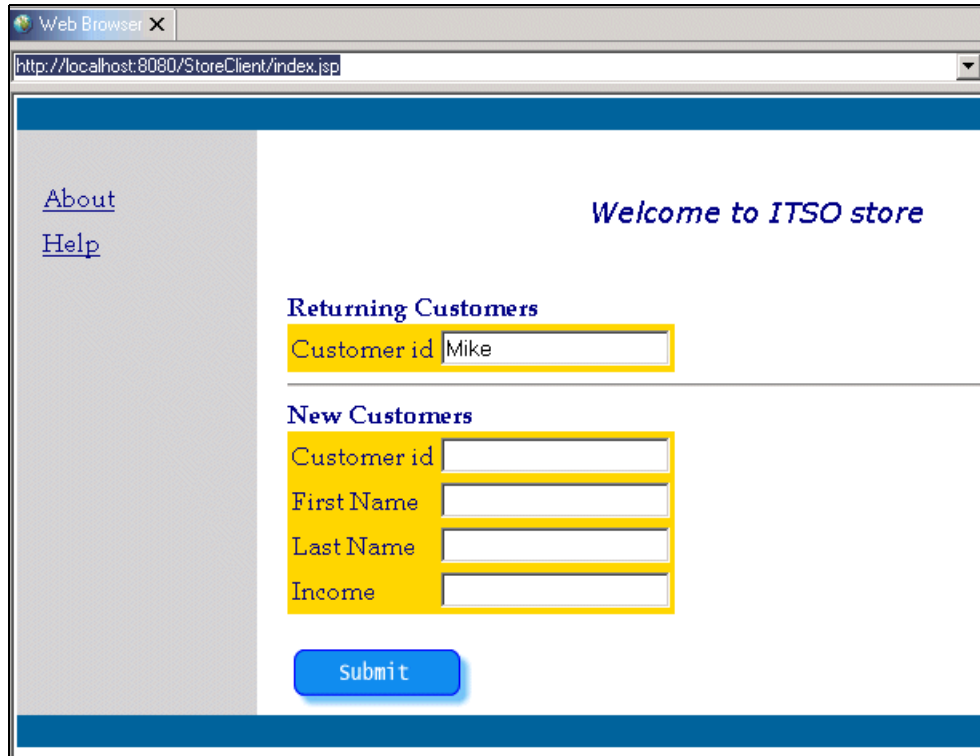 Web Browser X
http://localhost:8080/StoreClient/index.jsp
About
Help
Welcome to ITSO store
Returning Customers
Customer id Mike
New Customers
Customer id
First Name
Last Name
Income
Submit